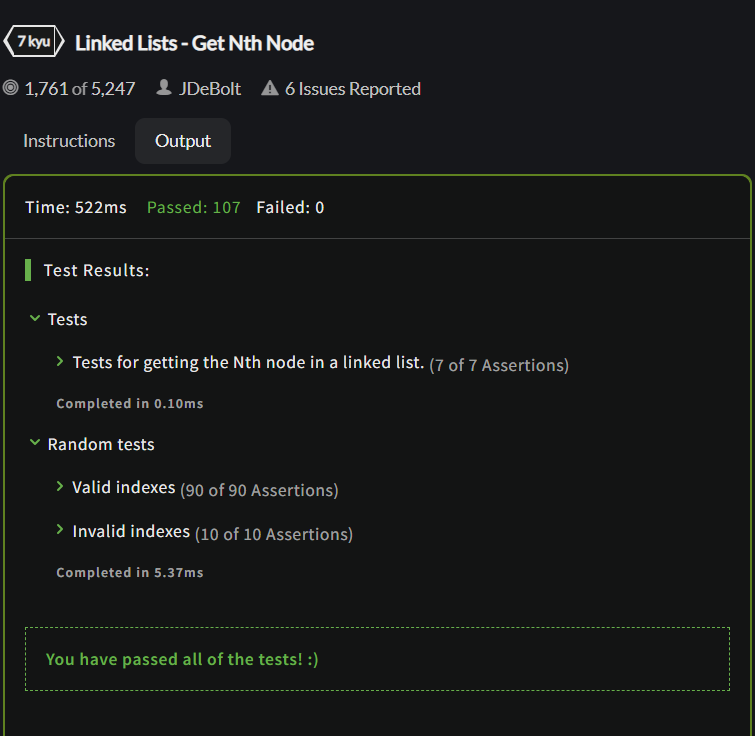 7 kyu Linked Lists - Get Nth Node
1,761 of 5,247 JDeBolt 6 Issues Reported
Instructions Output
Time: 522ms Passed: 107 Failed: 0
Test Results:
Tests
Tests for getting the Nth node in a linked list. (7 of 7 Assertions)
Completed in 0.10ms
Random tests
Valid indexes (90 of 90 Assertions)
Invalid indexes (10 of 10 Assertions)
Completed in 5.37ms
You have passed all of the tests! :)